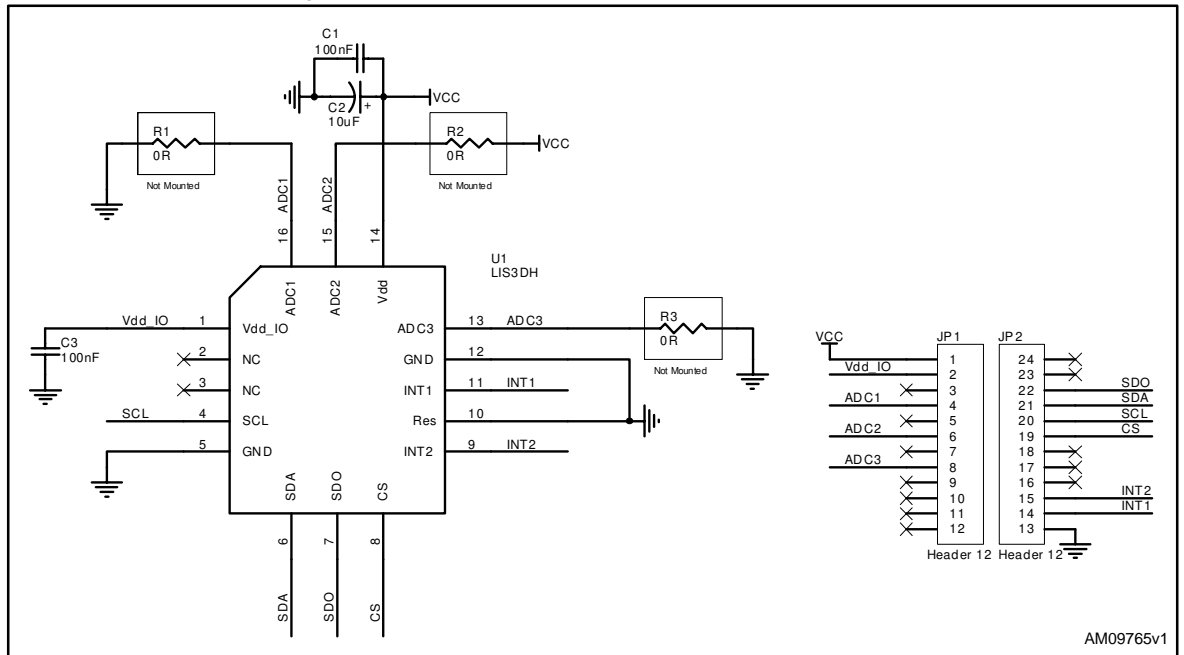 C1
100nF
C2
10uF
+
VCC
R1
0R
Not Mounted
R2
0R
VCC
Not Mounted
ADC1
ADC2
16
15
14
U1
LIS3DH
ADC1
ADC2
Vdd
Vdd_IO
1
Vdd_IO
ADC3
13
ADC3
R3
0R
Not Mounted
C3
100nF
2
NC
GND
12
3
NC
INT1
11
INT1
SCL
4
SCL
Res
10
5
GND
INT2
9
INT2
SDA
SDO
CS
6
7
8
SDA
SDO
CS
VCC
JP1
JP2
1
24
Vdd_IO
2
23
3
22
SDO
ADC1
4
21
SDA
5
20
SCL
ADC2
6
19
CS
7
18
ADC3
8
17
9
16
10
15
INT2
11
14
INT1
12
13
Header 12
Header 12
AM09765v1